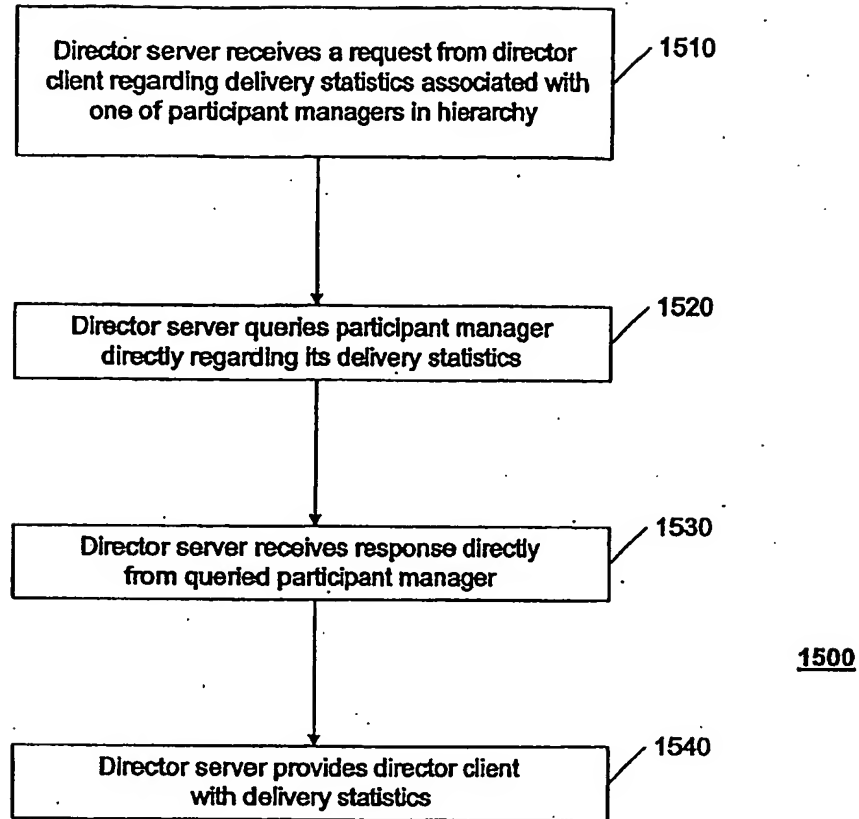 Director server receives a request from director
client regarding delivery statistics associated with
one of participant managers in hierarchy
1510
Director server queries participant manager
directly regarding its delivery statistics
1520
Director server receives response directly
from queried participant manager
1530
1500
Director server provides director client
with delivery statistics
1540